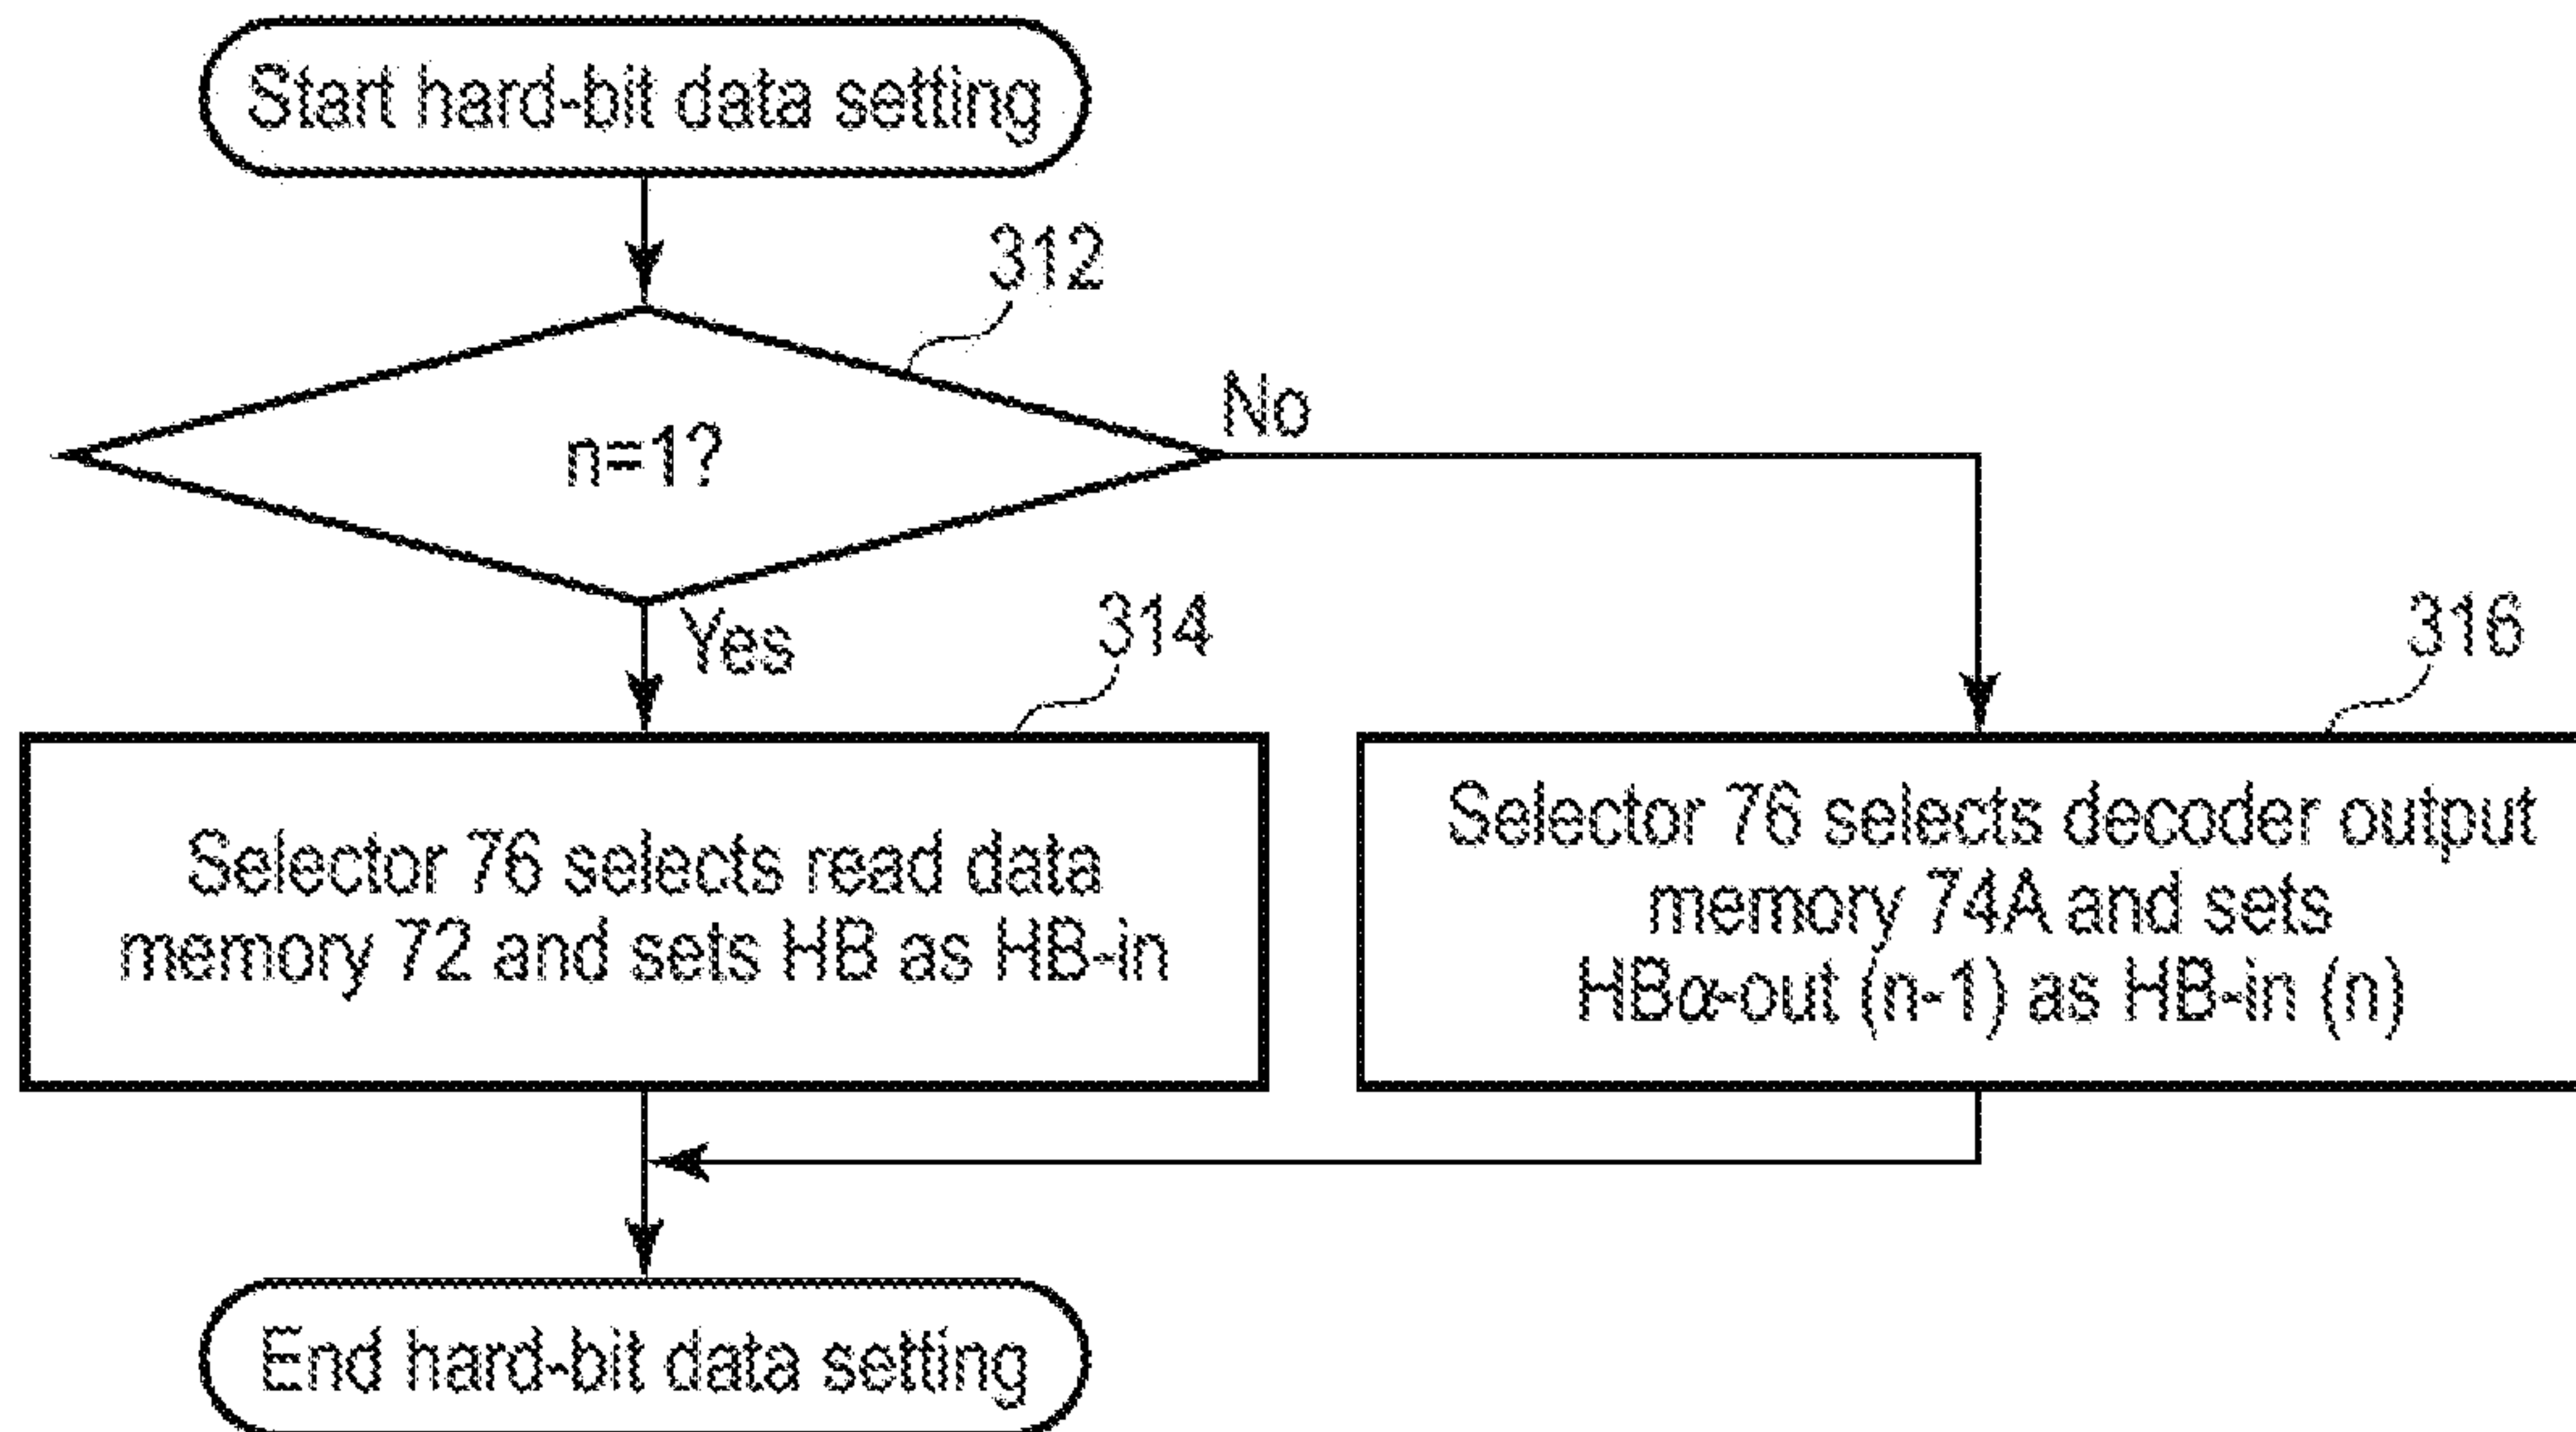 Start hard-bit data setting
312
n=1?
No
Yes
314
316
Selector 76 selects read data
memory 72 and sets HB as HB-in
Selector 76 selects decoder output
memory 74A and sets
HBα-out (n-1) as HB-in (n)
End hard-bit data setting